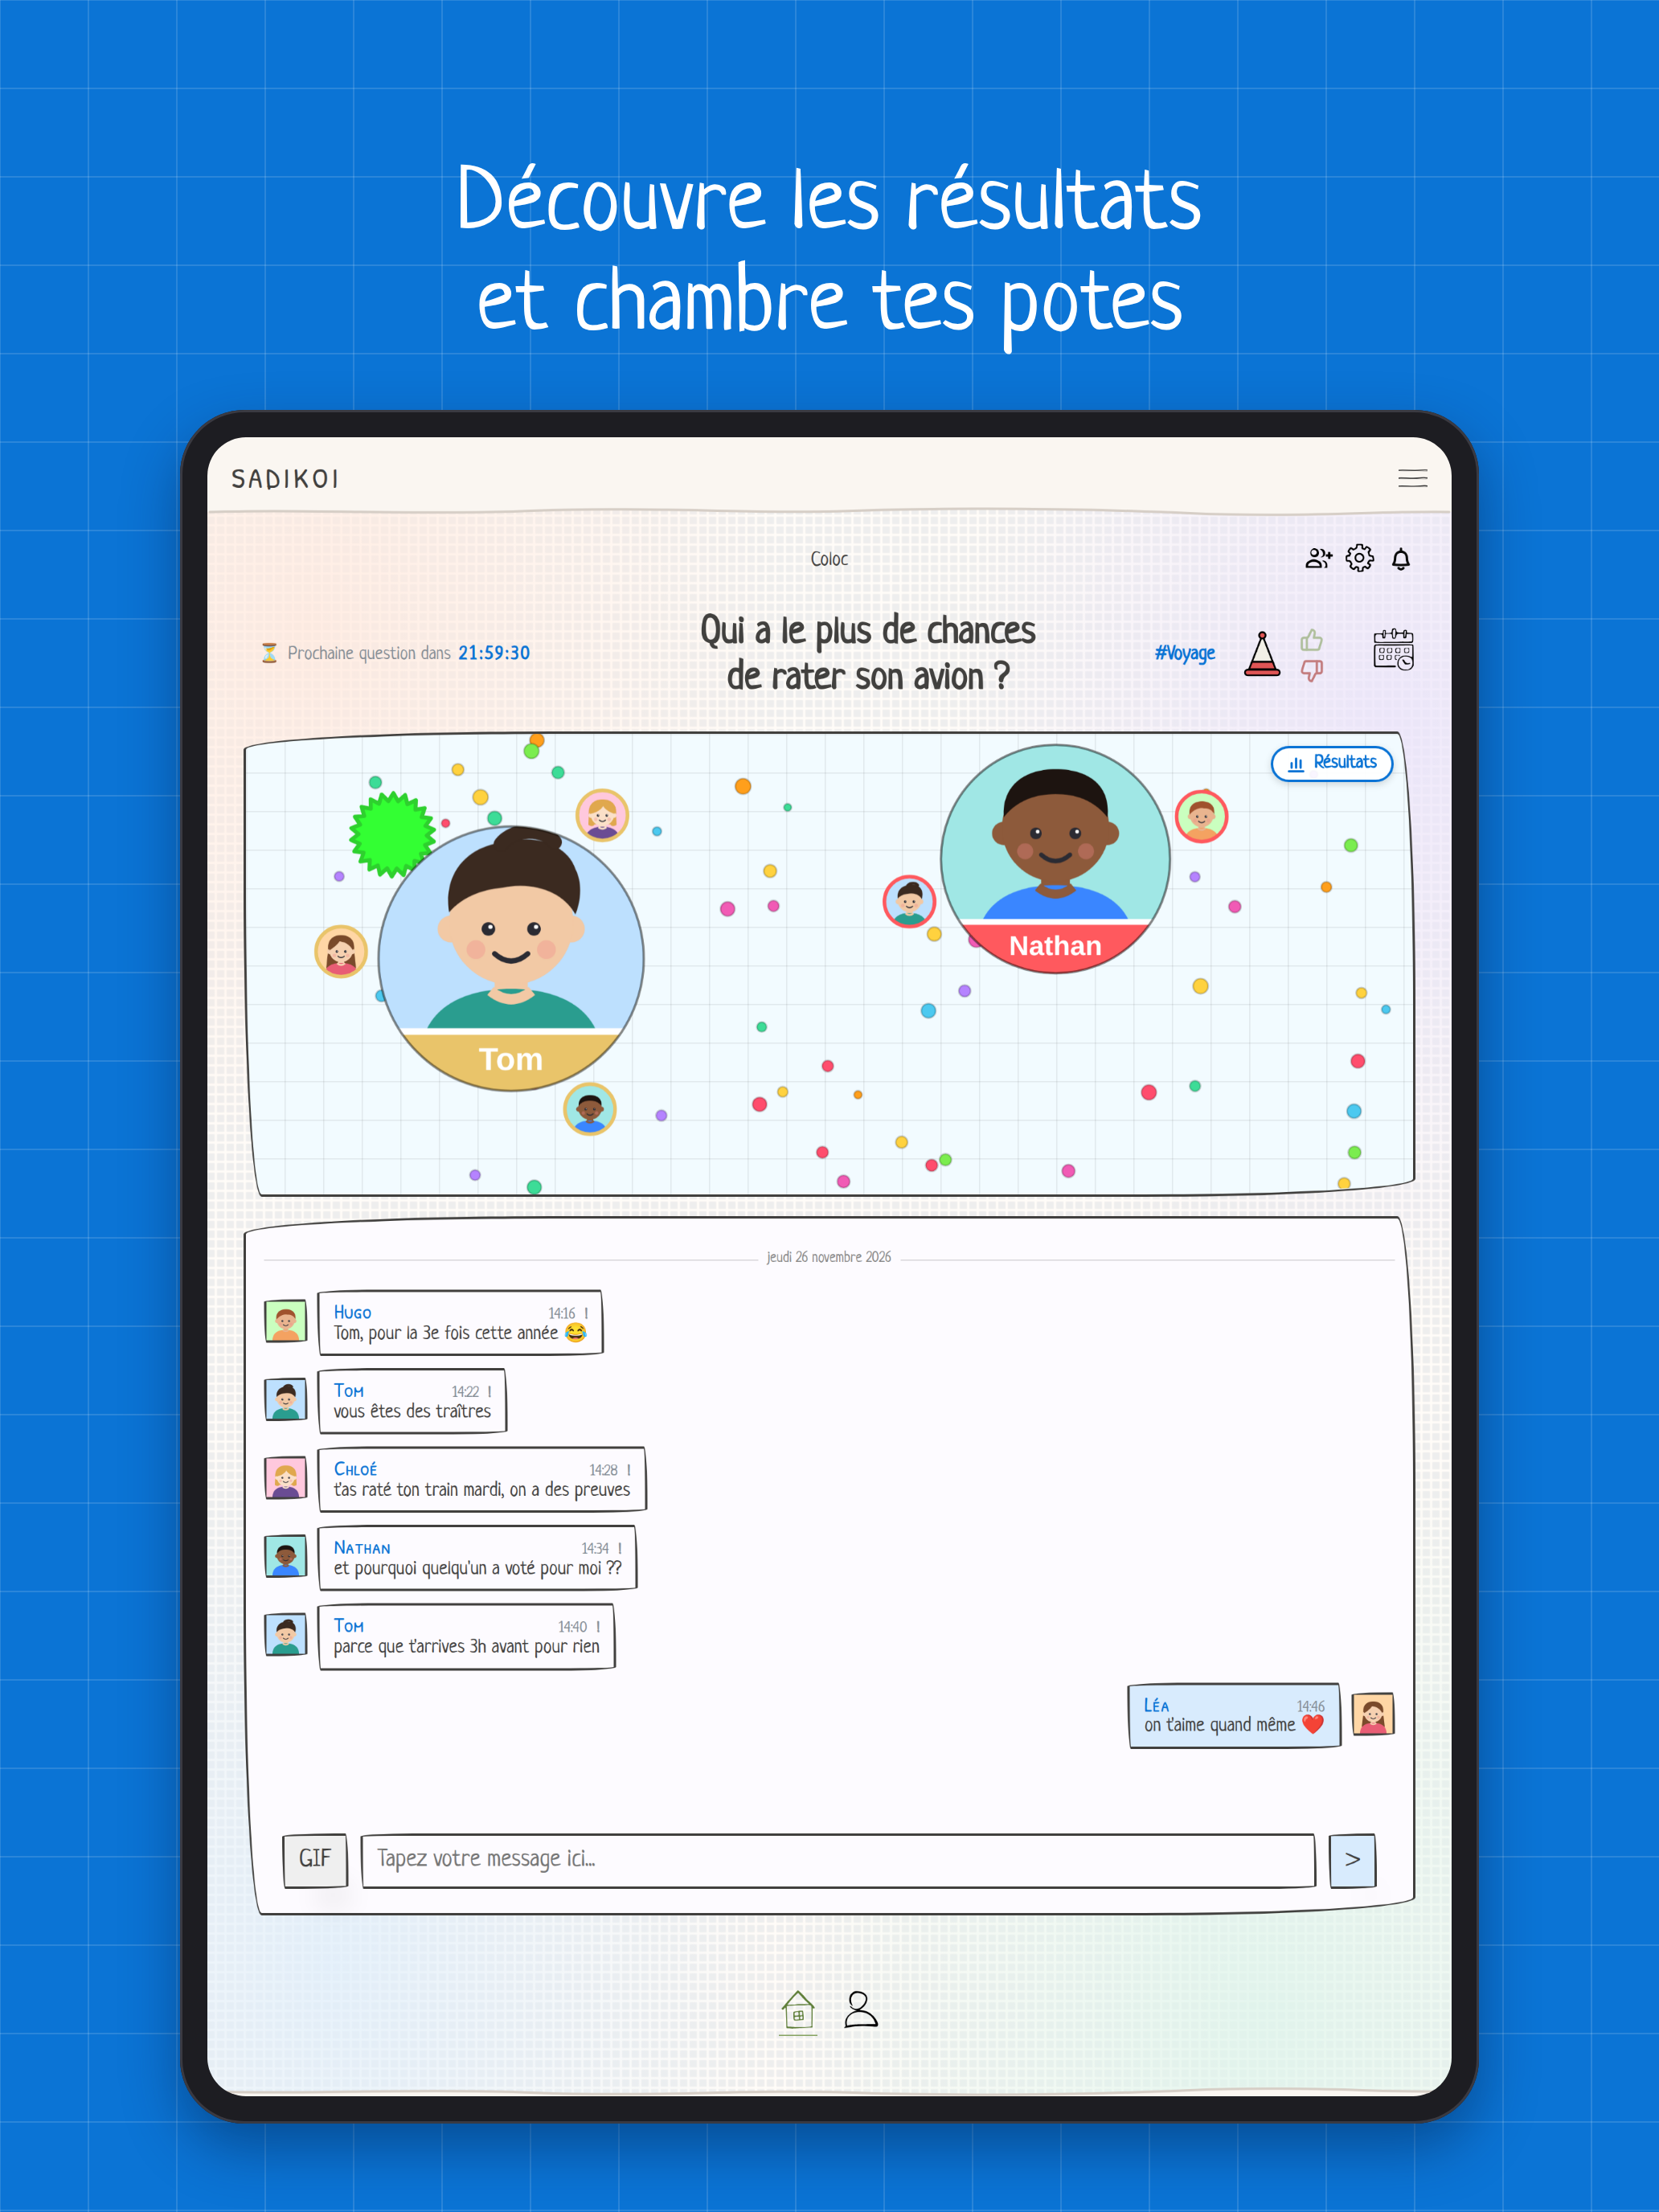 Découvre les résultats
et chambre tes potes
SADIKOI
Coloc
⏳ Prochaine question dans 21:59:30
Qui a le plus de chances
de rater son avion ?
#Voyage
Résultats
Nathan
Tom
jeudi 26 novembre 2026
Hugo 14:16 !
Tom, pour la 3e fois cette année 😂
Tom 14:22 !
vous êtes des traîtres
Chloé 14:28 !
t'as raté ton train mardi, on a des preuves
Nathan 14:34 !
et pourquoi quelqu'un a voté pour moi ??
Tom 14:40 !
parce que t'arrives 3h avant pour rien
Léa 14:46
on t'aime quand même ❤️
GIF
Tapez votre message ici...
>